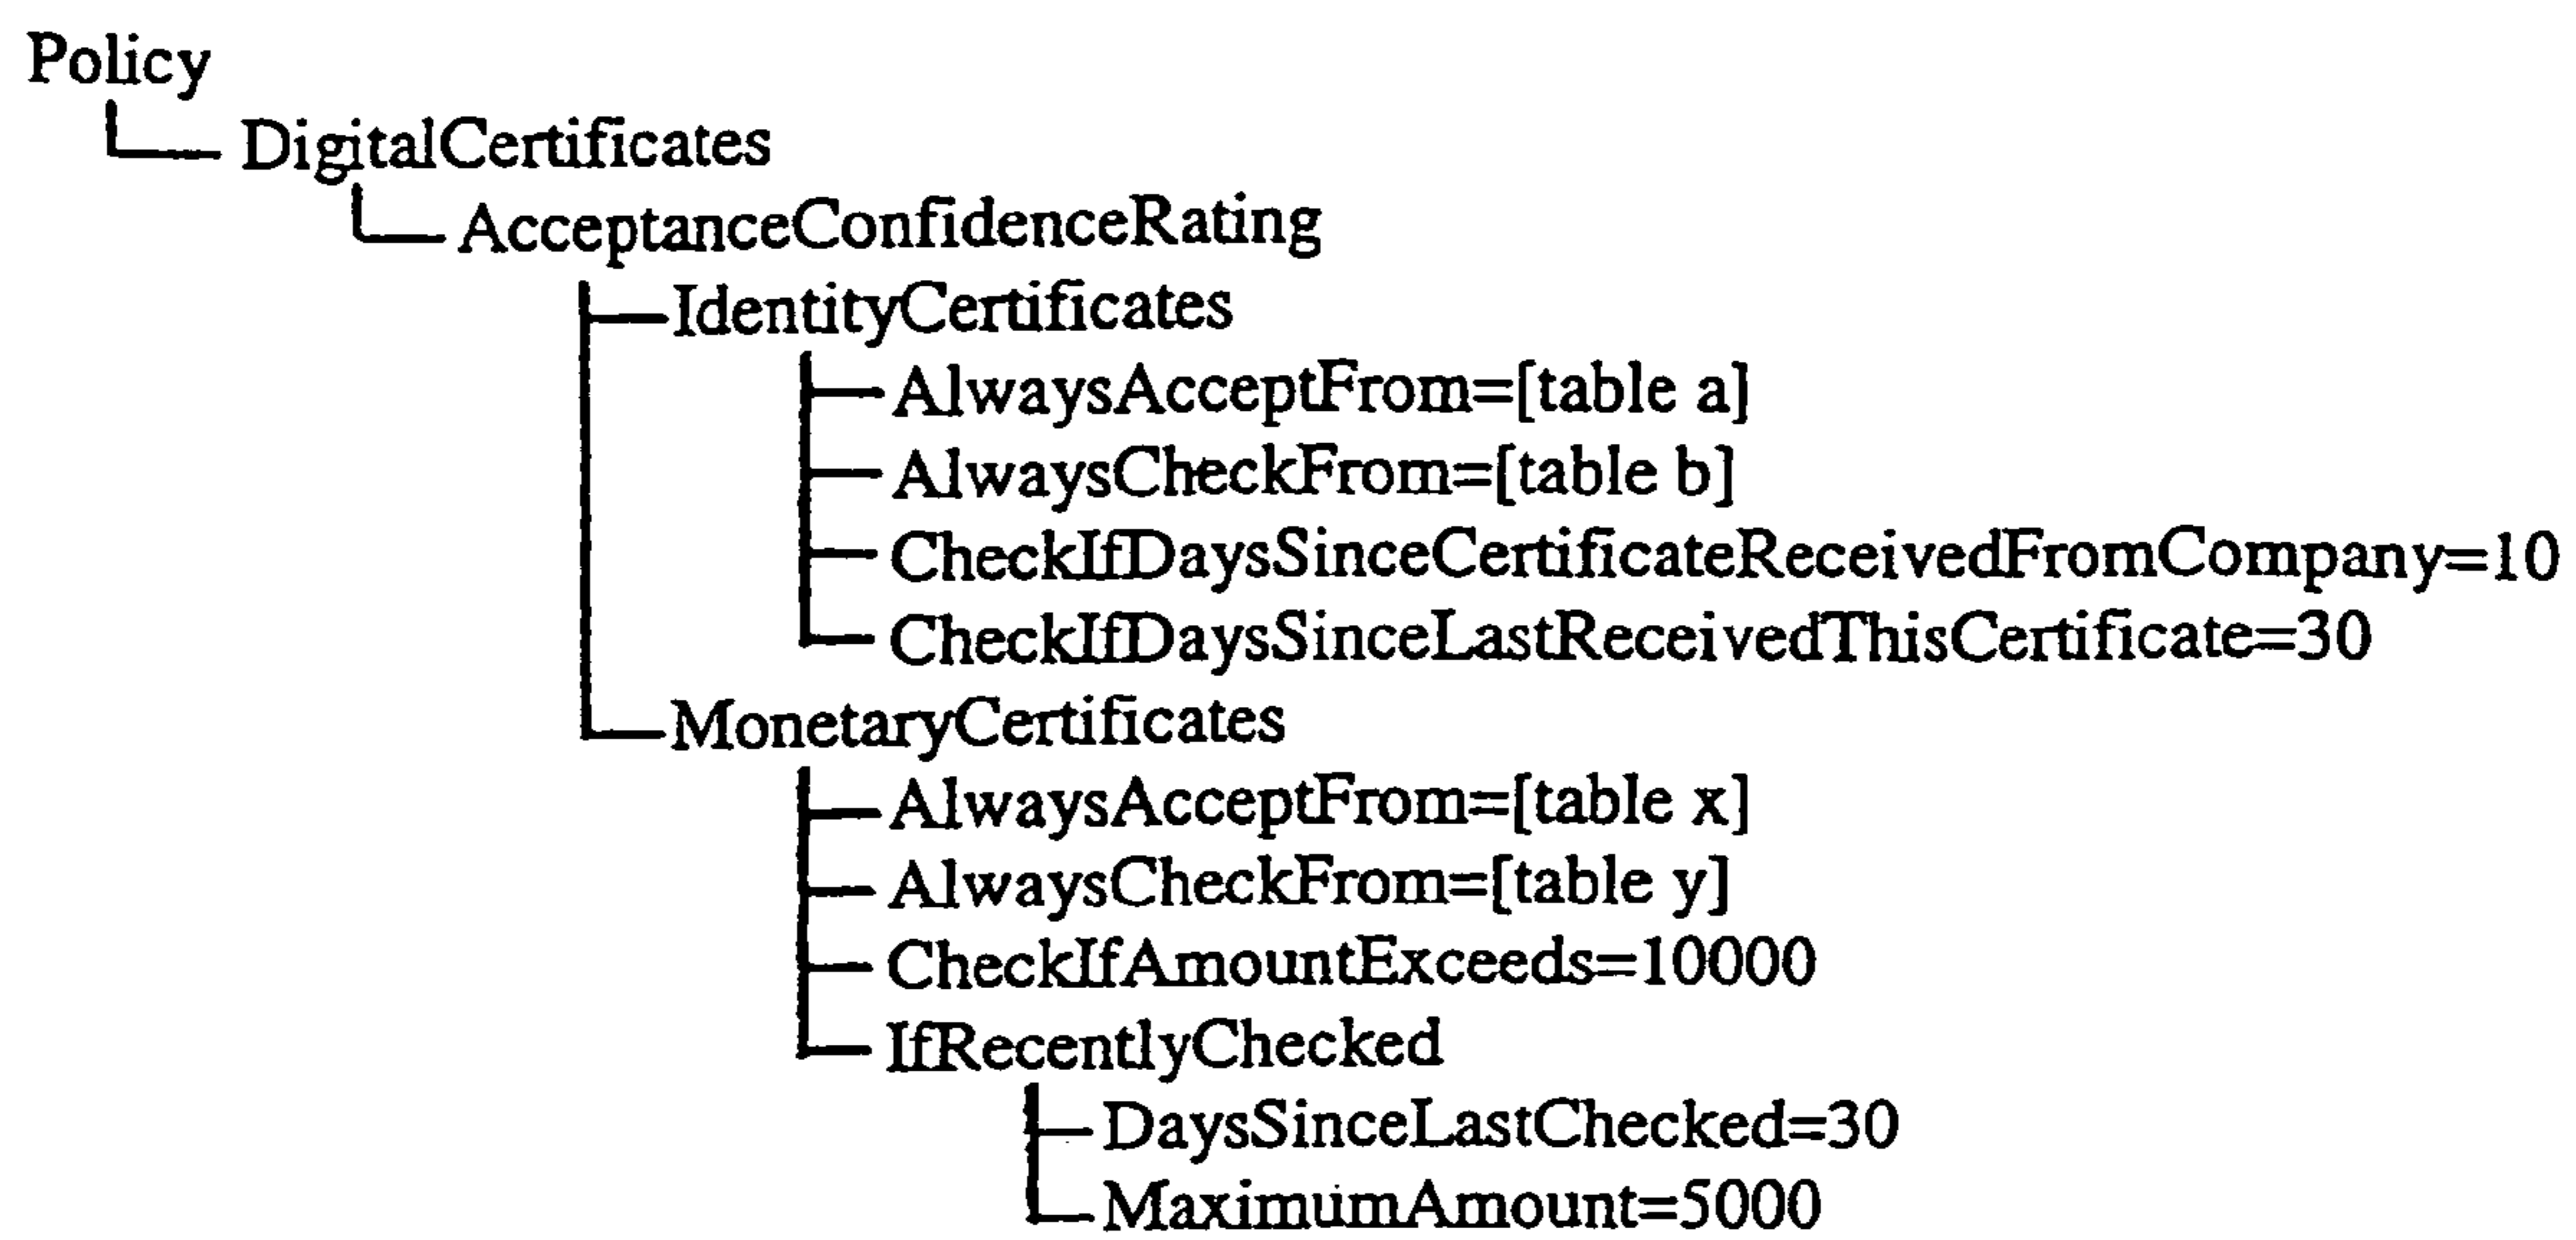 Policy
DigitalCertificates
AcceptanceConfidenceRating
IdentityCertificates
AlwaysAcceptFrom=[table a]
AlwaysCheckFrom=[table b]
CheckIfDaysSinceCertificateReceivedFromCompany=10
CheckIfDaysSinceLastReceivedThisCertificate=30
MonetaryCertificates
AlwaysAcceptFrom=[table x]
AlwaysCheckFrom=[table y]
CheckIfAmountExceeds=10000
IfRecentlyChecked
DaysSinceLastChecked=30
MaximumAmount=5000